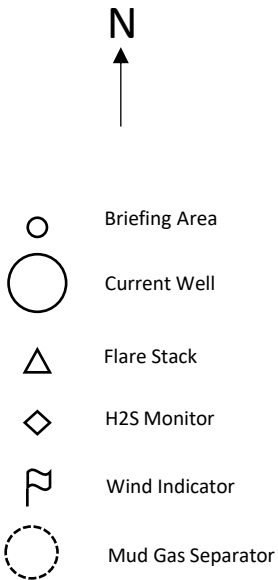 N
Briefing Area
Current Well
Flare Stack
H2S Monitor
Wind Indicator
Mud Gas Separator